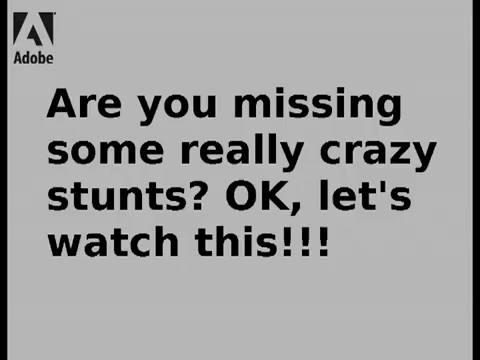 Adobe
Are you missing
some really crazy
stunts? OK, let's
watch this!!!